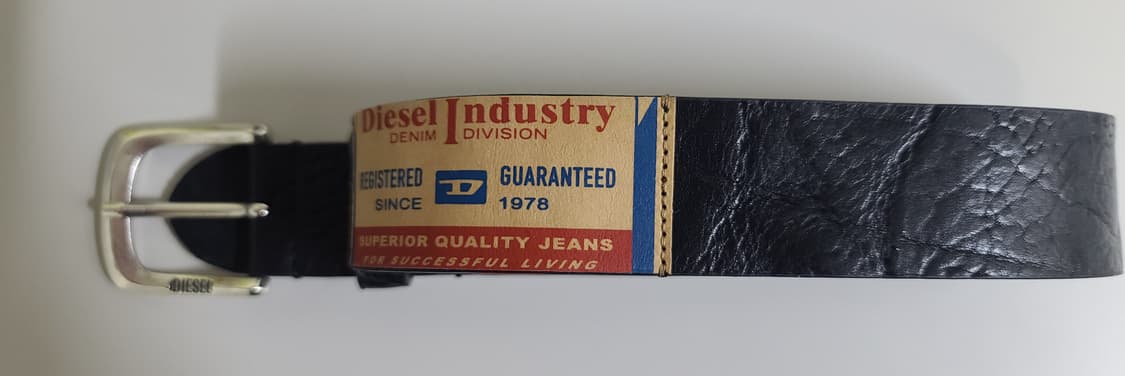 Diesel Industry
DENIM DIVISION
REGISTERED D GUARANTEED
SINCE 1978
SUPERIOR QUALITY JEANS
FOR SUCCESSFUL LIVING
DIESEL